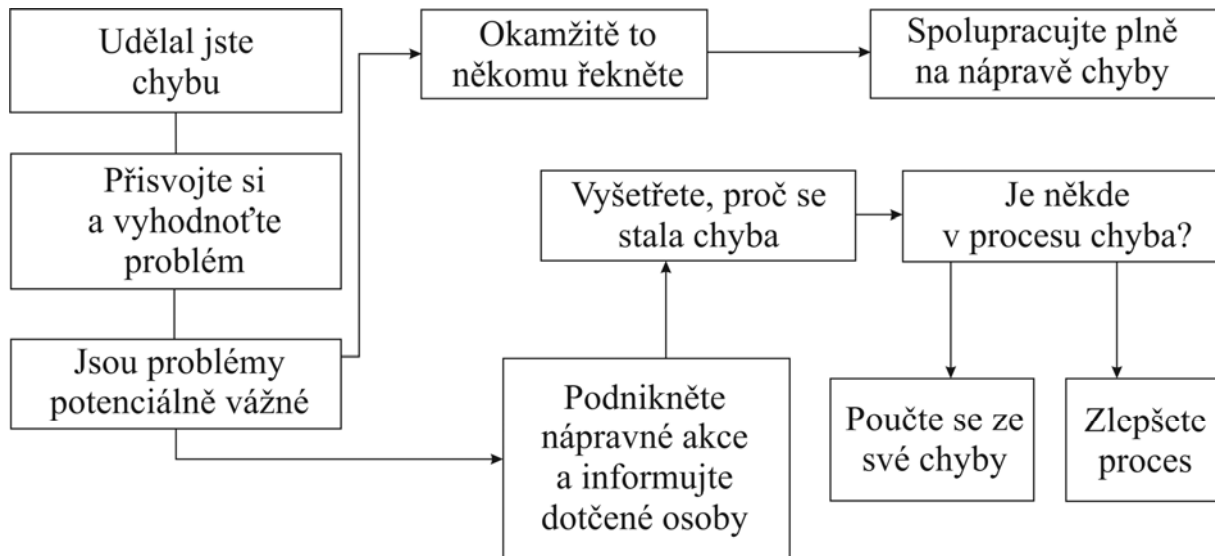 Udělal jste
chybu
Okamžitě to
někomu řekněte
Spolupracujte plně
na nápravě chyby
Přisvojte si
a vyhodnoťte
problém
Vyšetřete, proč se
stala chyba
Je někde
v procesu chyba?
Jsou problémy
potenciálně vážné
Podnikněte
nápravné akce
a informujte
dotčené osoby
Poučte se ze
své chyby
Zlepšete
proces